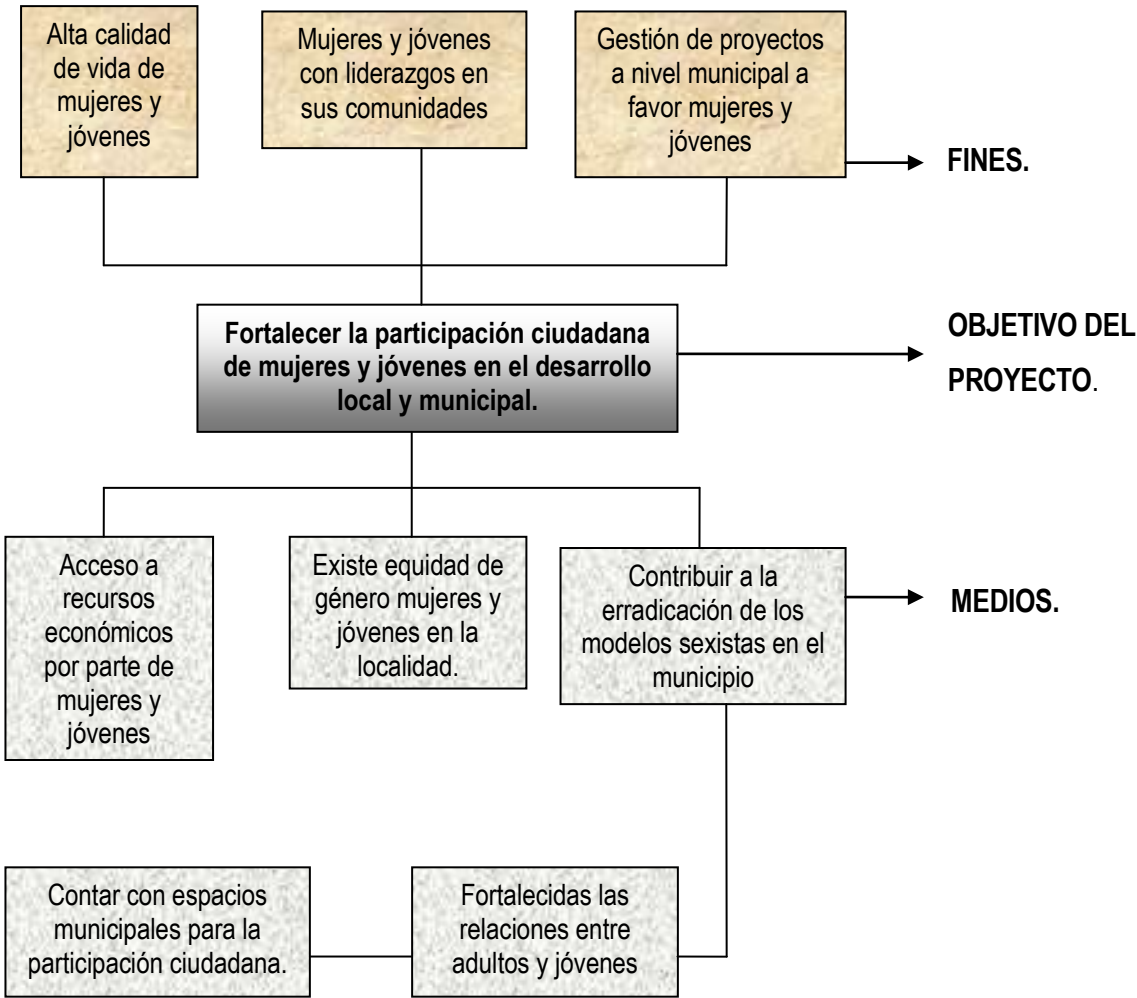 Alta calidad
de vida de
mujeres y
jóvenes
Mujeres y jóvenes
con liderazgos en
sus comunidades
Gestión de proyectos
a nivel municipal a
favor mujeres y
jóvenes
FINES.
Fortalecer la participación ciudadana
de mujeres y jóvenes en el desarrollo
local y municipal.
OBJETIVO DEL
PROYECTO.
Acceso a
recursos
económicos
por parte de
mujeres y
jóvenes
Existe equidad de
género mujeres y
jóvenes en la
localidad.
Contribuir a la
erradicación de los
modelos sexistas en el
municipio
MEDIOS.
Contar con espacios
municipales para la
participación ciudadana.
Fortalecidas las
relaciones entre
adultos y jóvenes